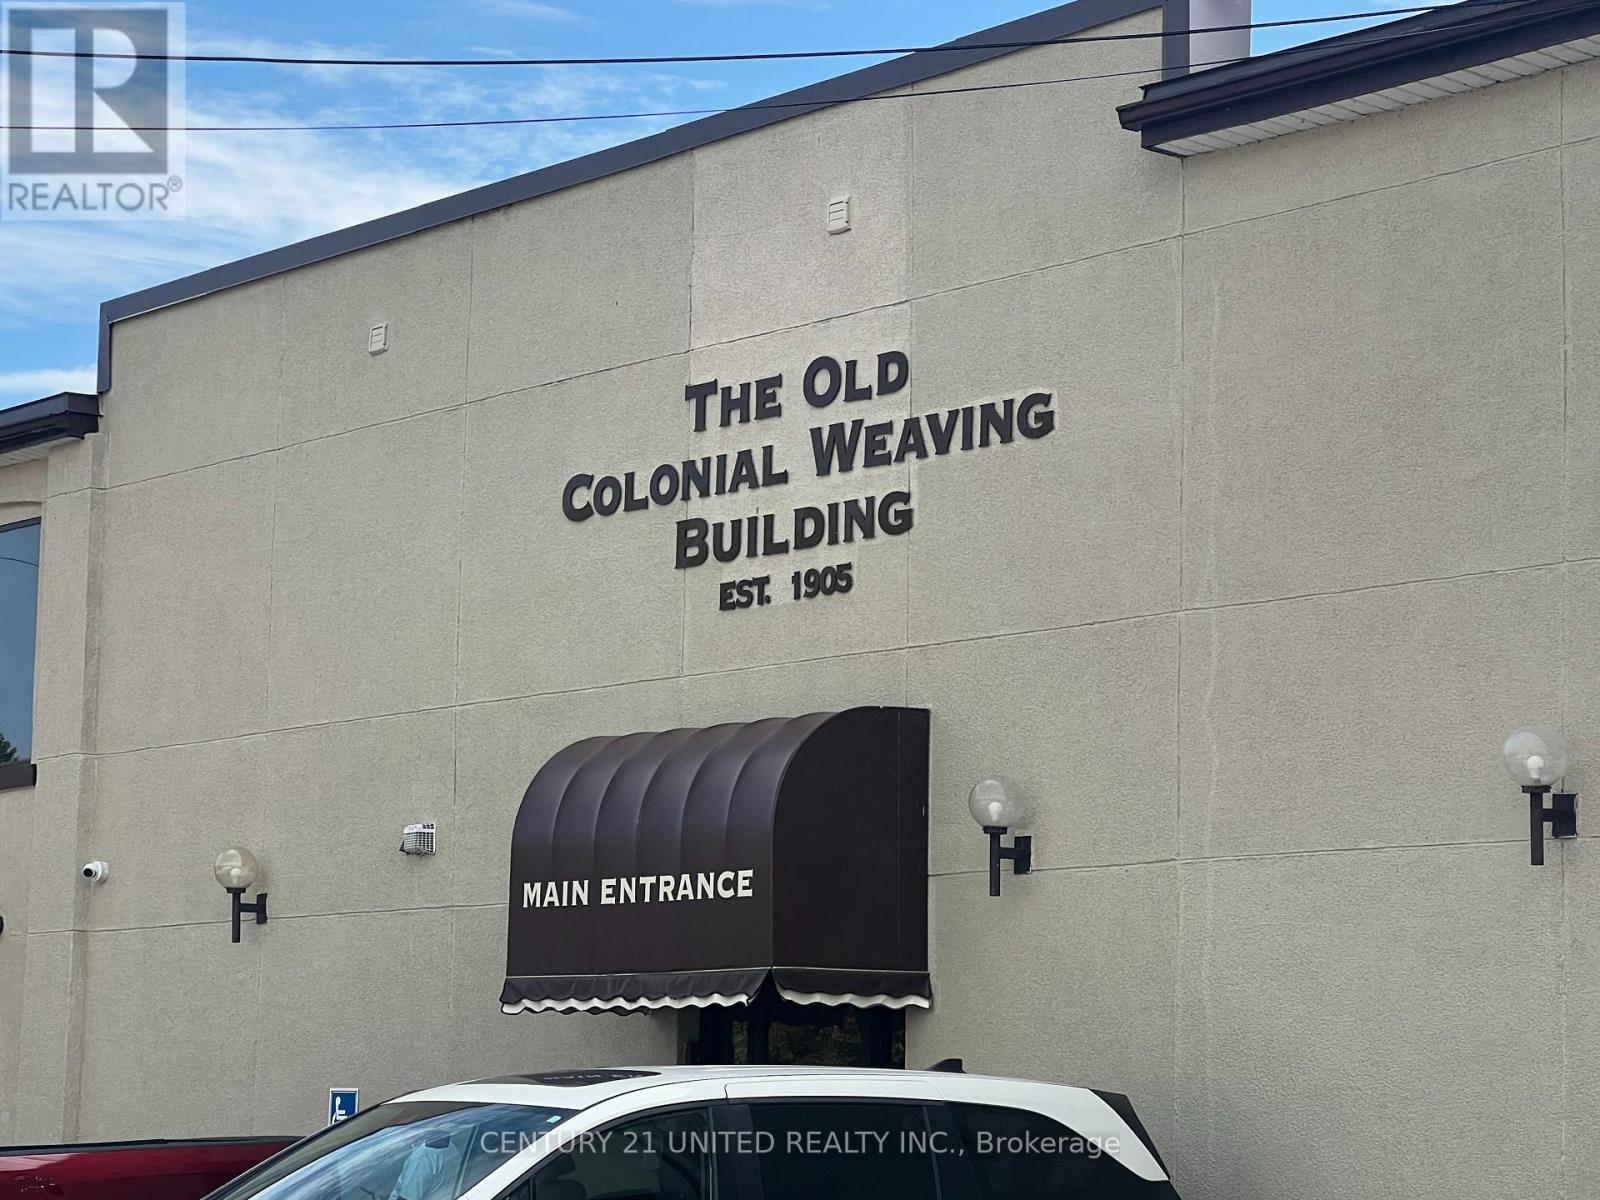 REALTOR®
THE OLD
COLONIAL WEAVING
BUILDING
EST. 1905
MAIN ENTRANCE
CENTURY 21 UNITED REALTY INC., Brokerage